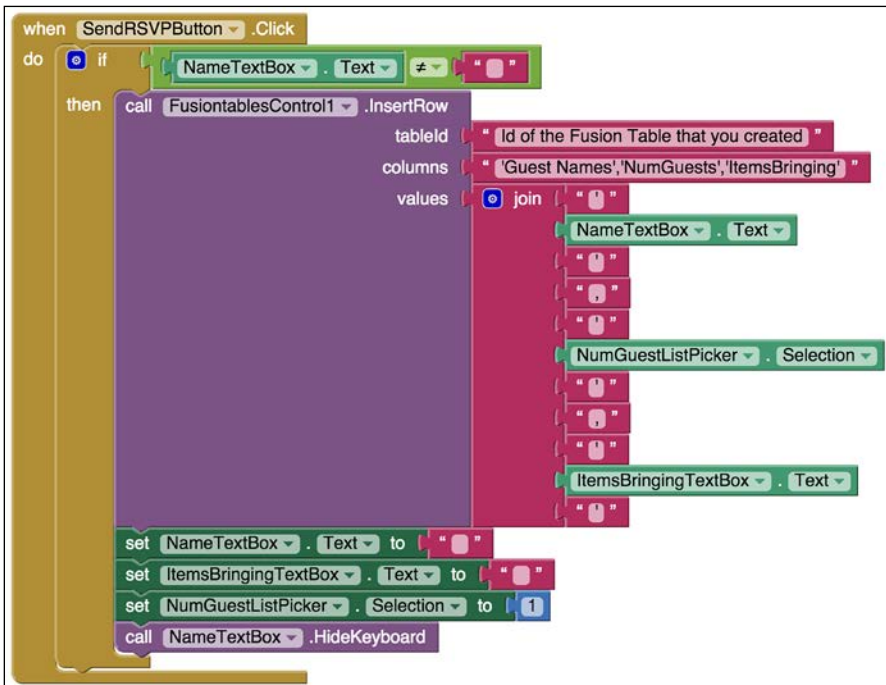 when SendRSVPButton .Click
do if NameTextBox . Text ≠ " "
then call FusiontablesControl1 .InsertRow
tableId " Id of the Fusion Table that you created "
columns " 'Guest Names','NumGuests','ItemsBringing' "
values join " ' "
NameTextBox . Text
" ' "
" , "
" ' "
NumGuestListPicker . Selection
" ' "
" , "
" ' "
ItemsBringingTextBox . Text
" ' "
set NameTextBox . Text to " "
set ItemsBringingTextBox . Text to " "
set NumGuestListPicker . Selection to 1
call NameTextBox .HideKeyboard